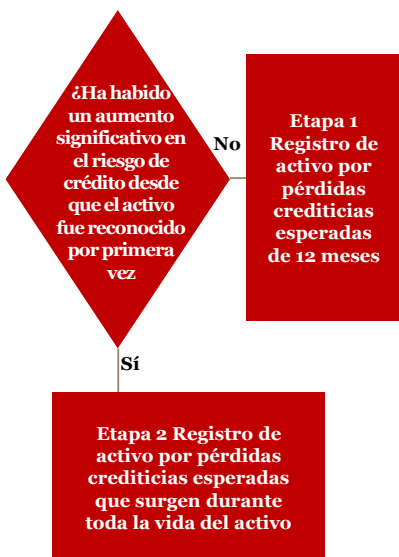 ¿Ha habido
un aumento
significativo en
el riesgo de
crédito desde
que el activo
fue reconocido
por primera
vez
No
Etapa 1
Registro de
activo por
pérdidas
crediticias
esperadas
de 12 meses
Sí
Etapa 2 Registro de
activo por pérdidas
crediticias esperadas
que surgen durante
toda la vida del activo